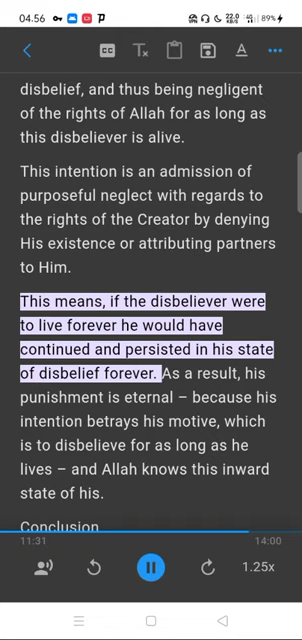 04.56
22.0
KB/S
4G
89%
CC
A
disbelief, and thus being negligent
of the rights of Allah for as long as
this disbeliever is alive.
This intention is an admission of
purposeful neglect with regards to
the rights of the Creator by denying
His existence or attributing partners
to Him.
This means, if the disbeliever were
to live forever he would have
continued and persisted in his state
of disbelief forever. As a result, his
punishment is eternal – because his
intention betrays his motive, which
is to disbelieve for as long as he
lives – and Allah knows this inward
state of his.
Conclusion
11:31
14:00
1.25x